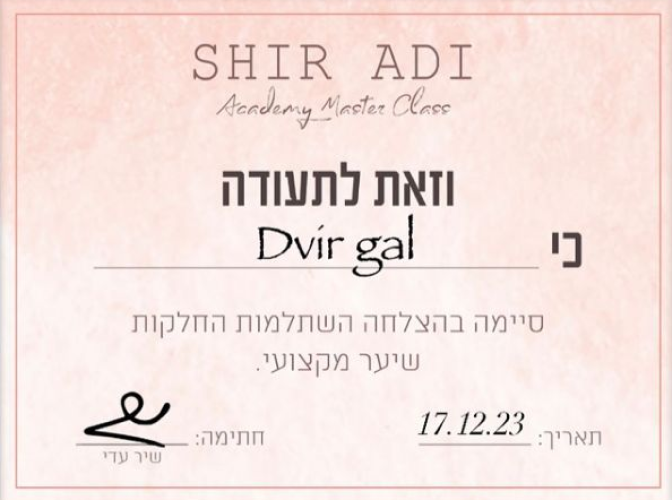 SHIR ADI
Academy Master Class
וזאת לתעודה
כי Dvir gal
סיימה בהצלחה השתלמות החלקות
שיער מקצועי.
תאריך: 17.12.23
חתימה:
שיר עדי